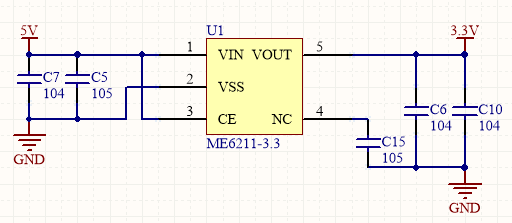 5V
U1
3.3V
1
VIN
VOUT
5
C7
104
C5
105
2
VSS
C6
104
C10
104
3
CE
NC
4
GND
ME6211-3.3
C15
105
GND